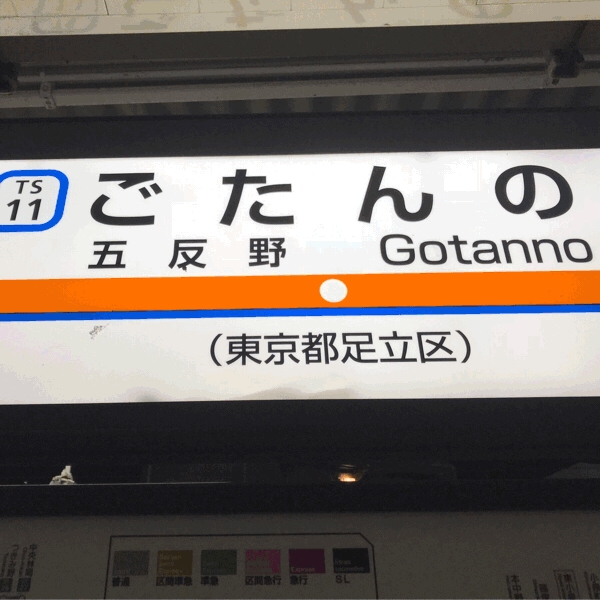 TS
11
ごたんの
五反野
Gotanno
（東京都足立区）
普通
区間準急
準急
区間急行
急行
SL